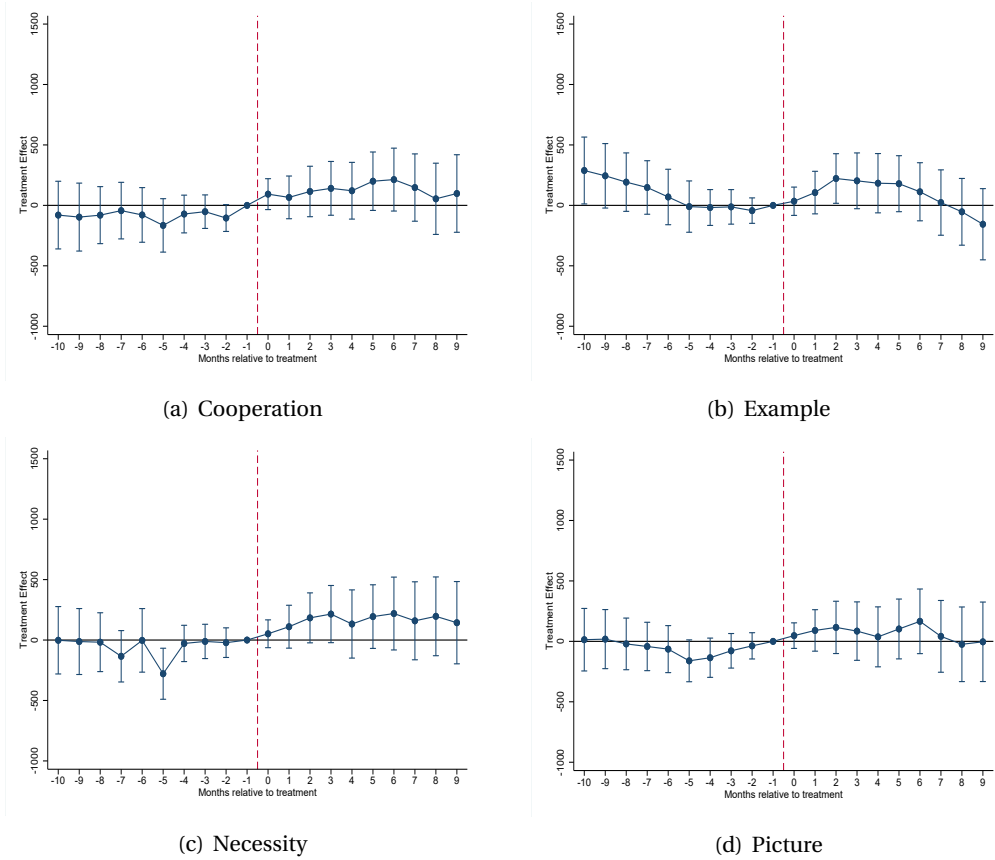 1500
1000
500
0
-500
-1000
Treatment Effect
-10 -9 -8 -7 -6 -5 -4 -3 -2 -1 0 1 2 3 4 5 6 7 8 9
Months relative to treatment
(a) Cooperation
1500
1000
500
0
-500
-1000
Treatment Effect
-10 -9 -8 -7 -6 -5 -4 -3 -2 -1 0 1 2 3 4 5 6 7 8 9
Months relative to treatment
(b) Example
1500
1000
500
0
-500
-1000
Treatment Effect
-10 -9 -8 -7 -6 -5 -4 -3 -2 -1 0 1 2 3 4 5 6 7 8 9
Months relative to treatment
(c) Necessity
1500
1000
500
0
-500
-1000
Treatment Effect
-10 -9 -8 -7 -6 -5 -4 -3 -2 -1 0 1 2 3 4 5 6 7 8 9
Months relative to treatment
(d) Picture